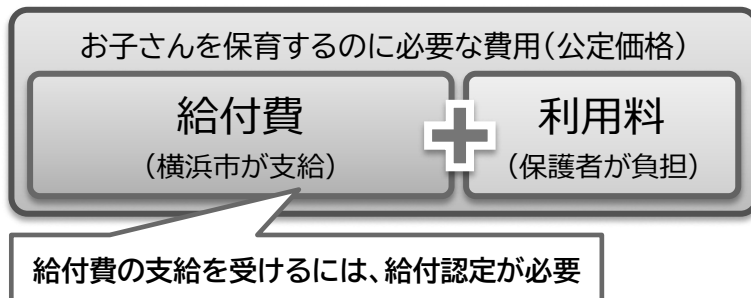 お子さんを保育するのに必要な費用(公定価格)
給付費
(横浜市が支給)
利用料
(保護者が負担)
給付費の支給を受けるには、給付認定が必要